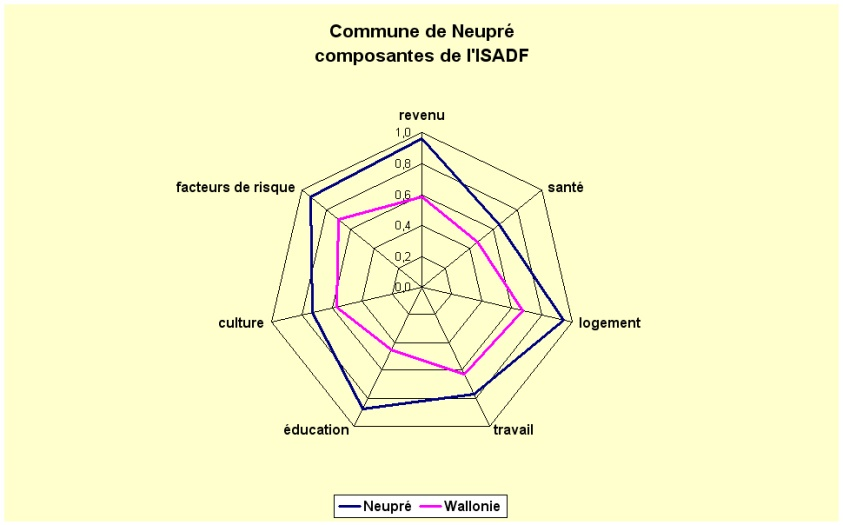 Commune de Neupré
composantes de l'ISADF
revenu
1,0
facteurs de risque
santé
0,8
0,6
0,4
0,2
0,0
culture
logement
éducation
travail
Neupré Wallonie